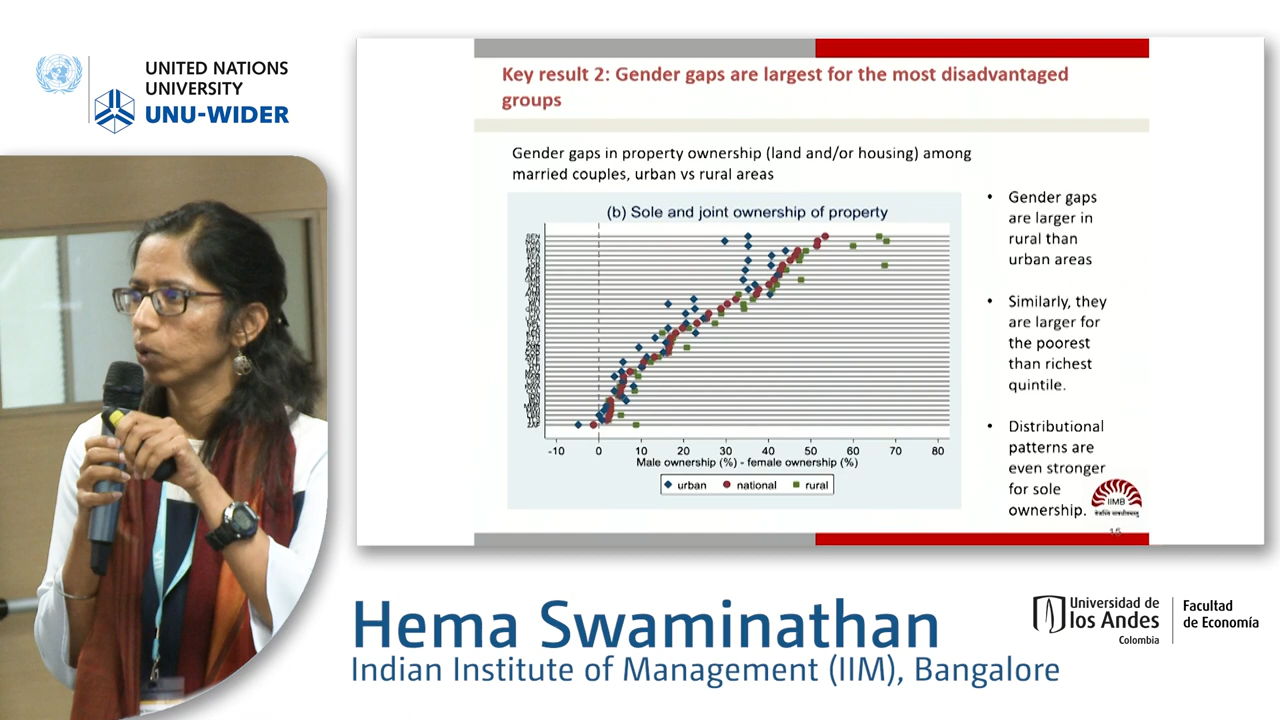 UNITED NATIONS
UNIVERSITY
UNU-WIDER
Key result 2: Gender gaps are largest for the most disadvantaged
groups
Gender gaps in property ownership (land and/or housing) among
married couples, urban vs rural areas
(b) Sole and joint ownership of property
-10 0 10 20 30 40 50 60 70 80
Male ownership (%) - female ownership (%)
urban national rural
• Gender gaps
are larger in
rural than
urban areas
• Similarly, they
are larger for
the poorest
than richest
quintile.
• Distributional
patterns are
even stronger
for sole
ownership.
IIMB
15
Hema Swaminathan
Indian Institute of Management (IIM), Bangalore
Universidad de
los Andes
Colombia
Facultad
de Economía